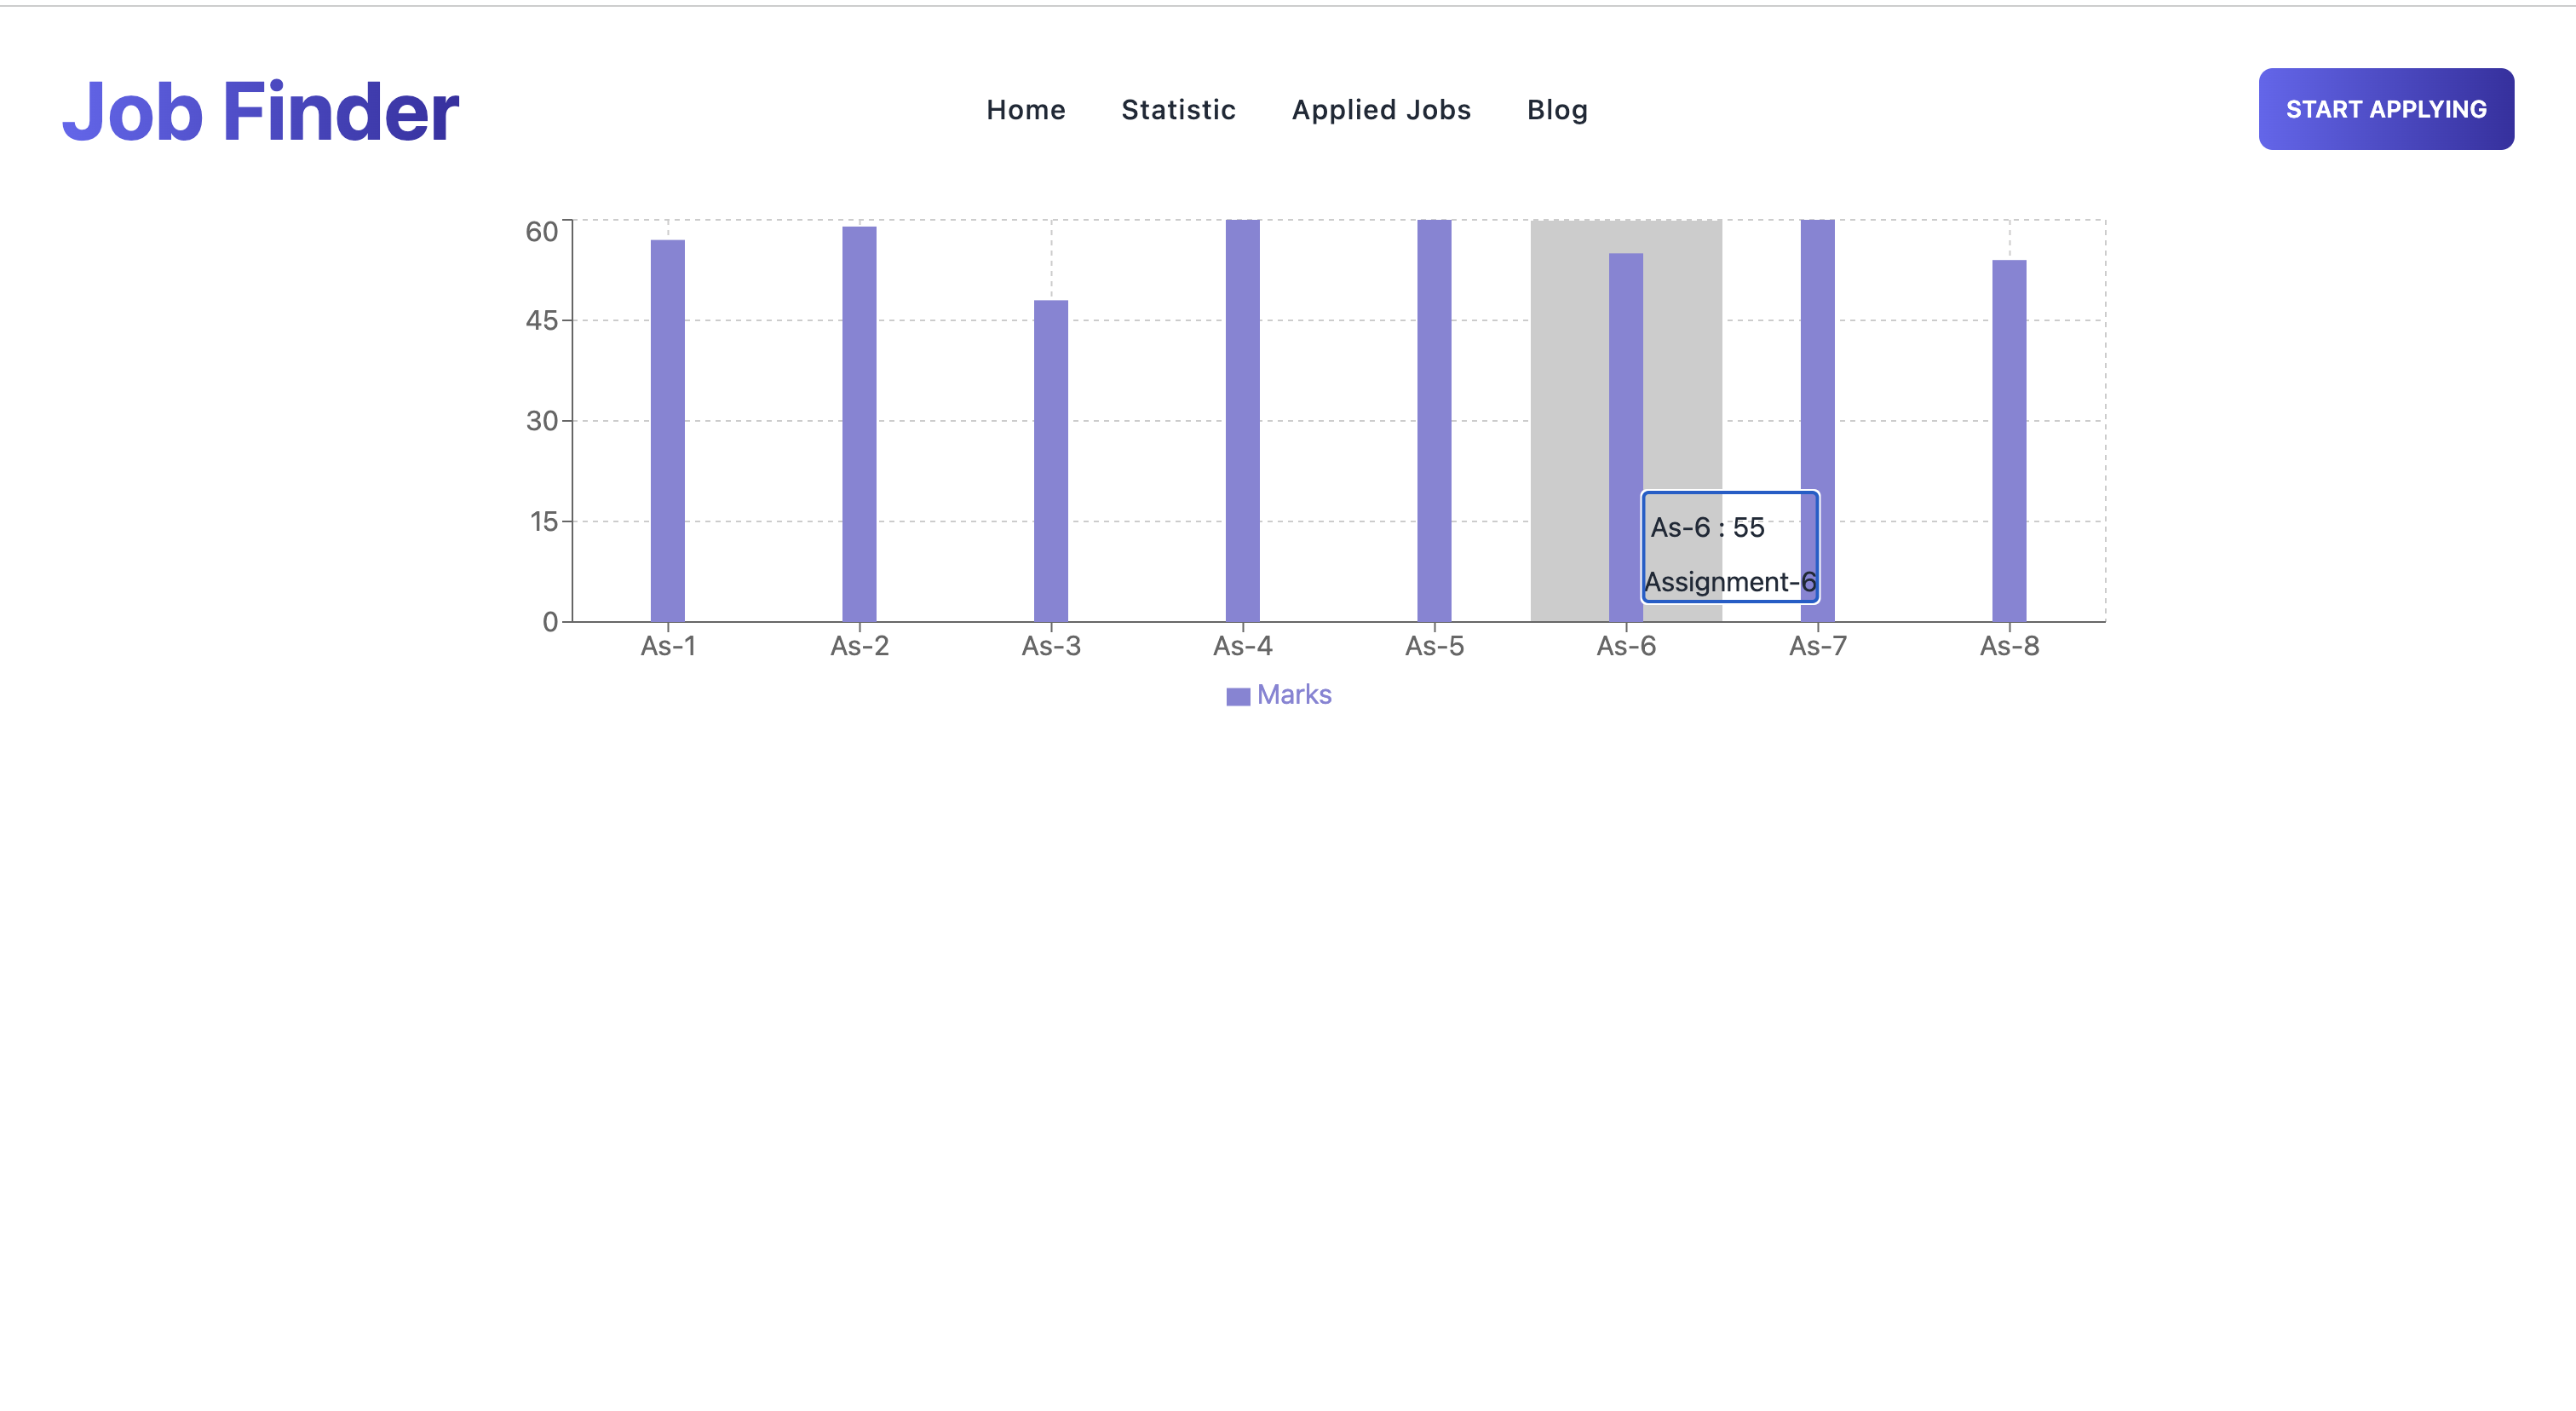 Job Finder
Home Statistic Applied Jobs Blog
START APPLYING
60
45
30
15
0
As-6 : 55
Assignment-6
As-1 As-2 As-3 As-4 As-5 As-6 As-7 As-8
Marks